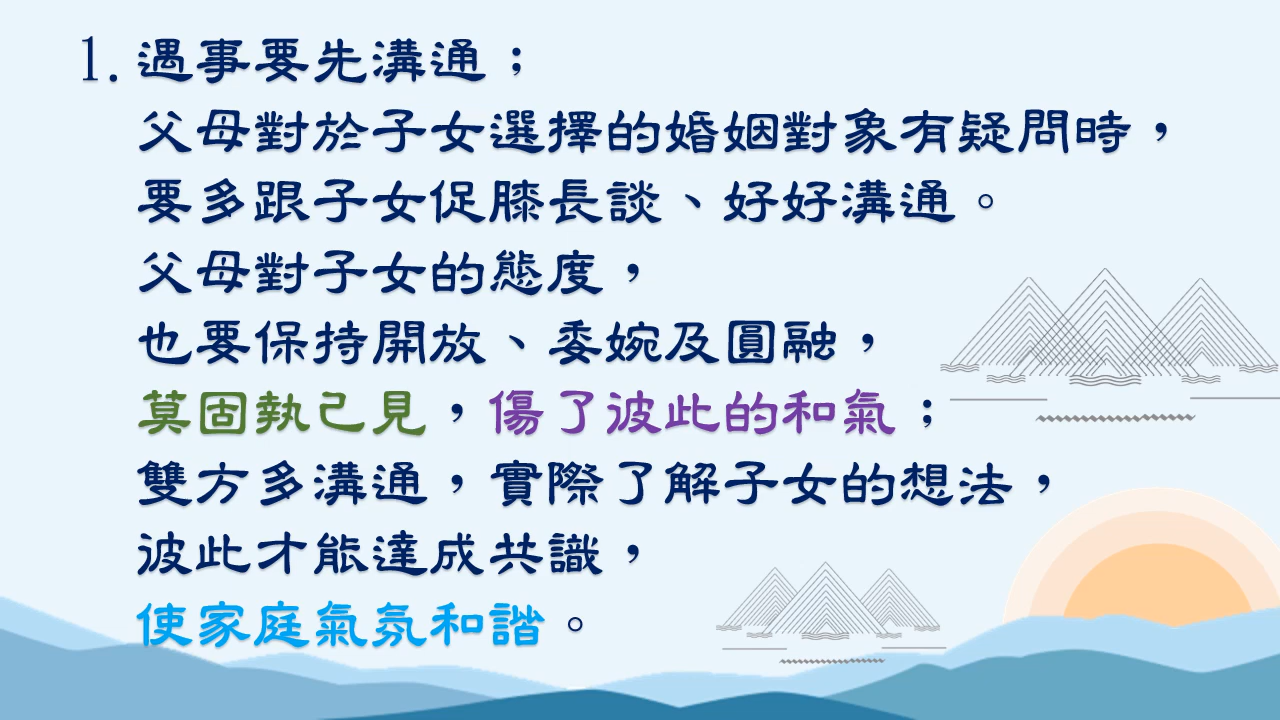 1. 遇事要先溝通；
父母對於子女選擇的婚姻對象有疑問時，
要多跟子女促膝長談、好好溝通。
父母對子女的態度，
也要保持開放、委婉及圓融，
莫固執己見，傷了彼此的和氣；
雙方多溝通，實際了解子女的想法，
彼此才能達成共識，
使家庭氣氛和諧。